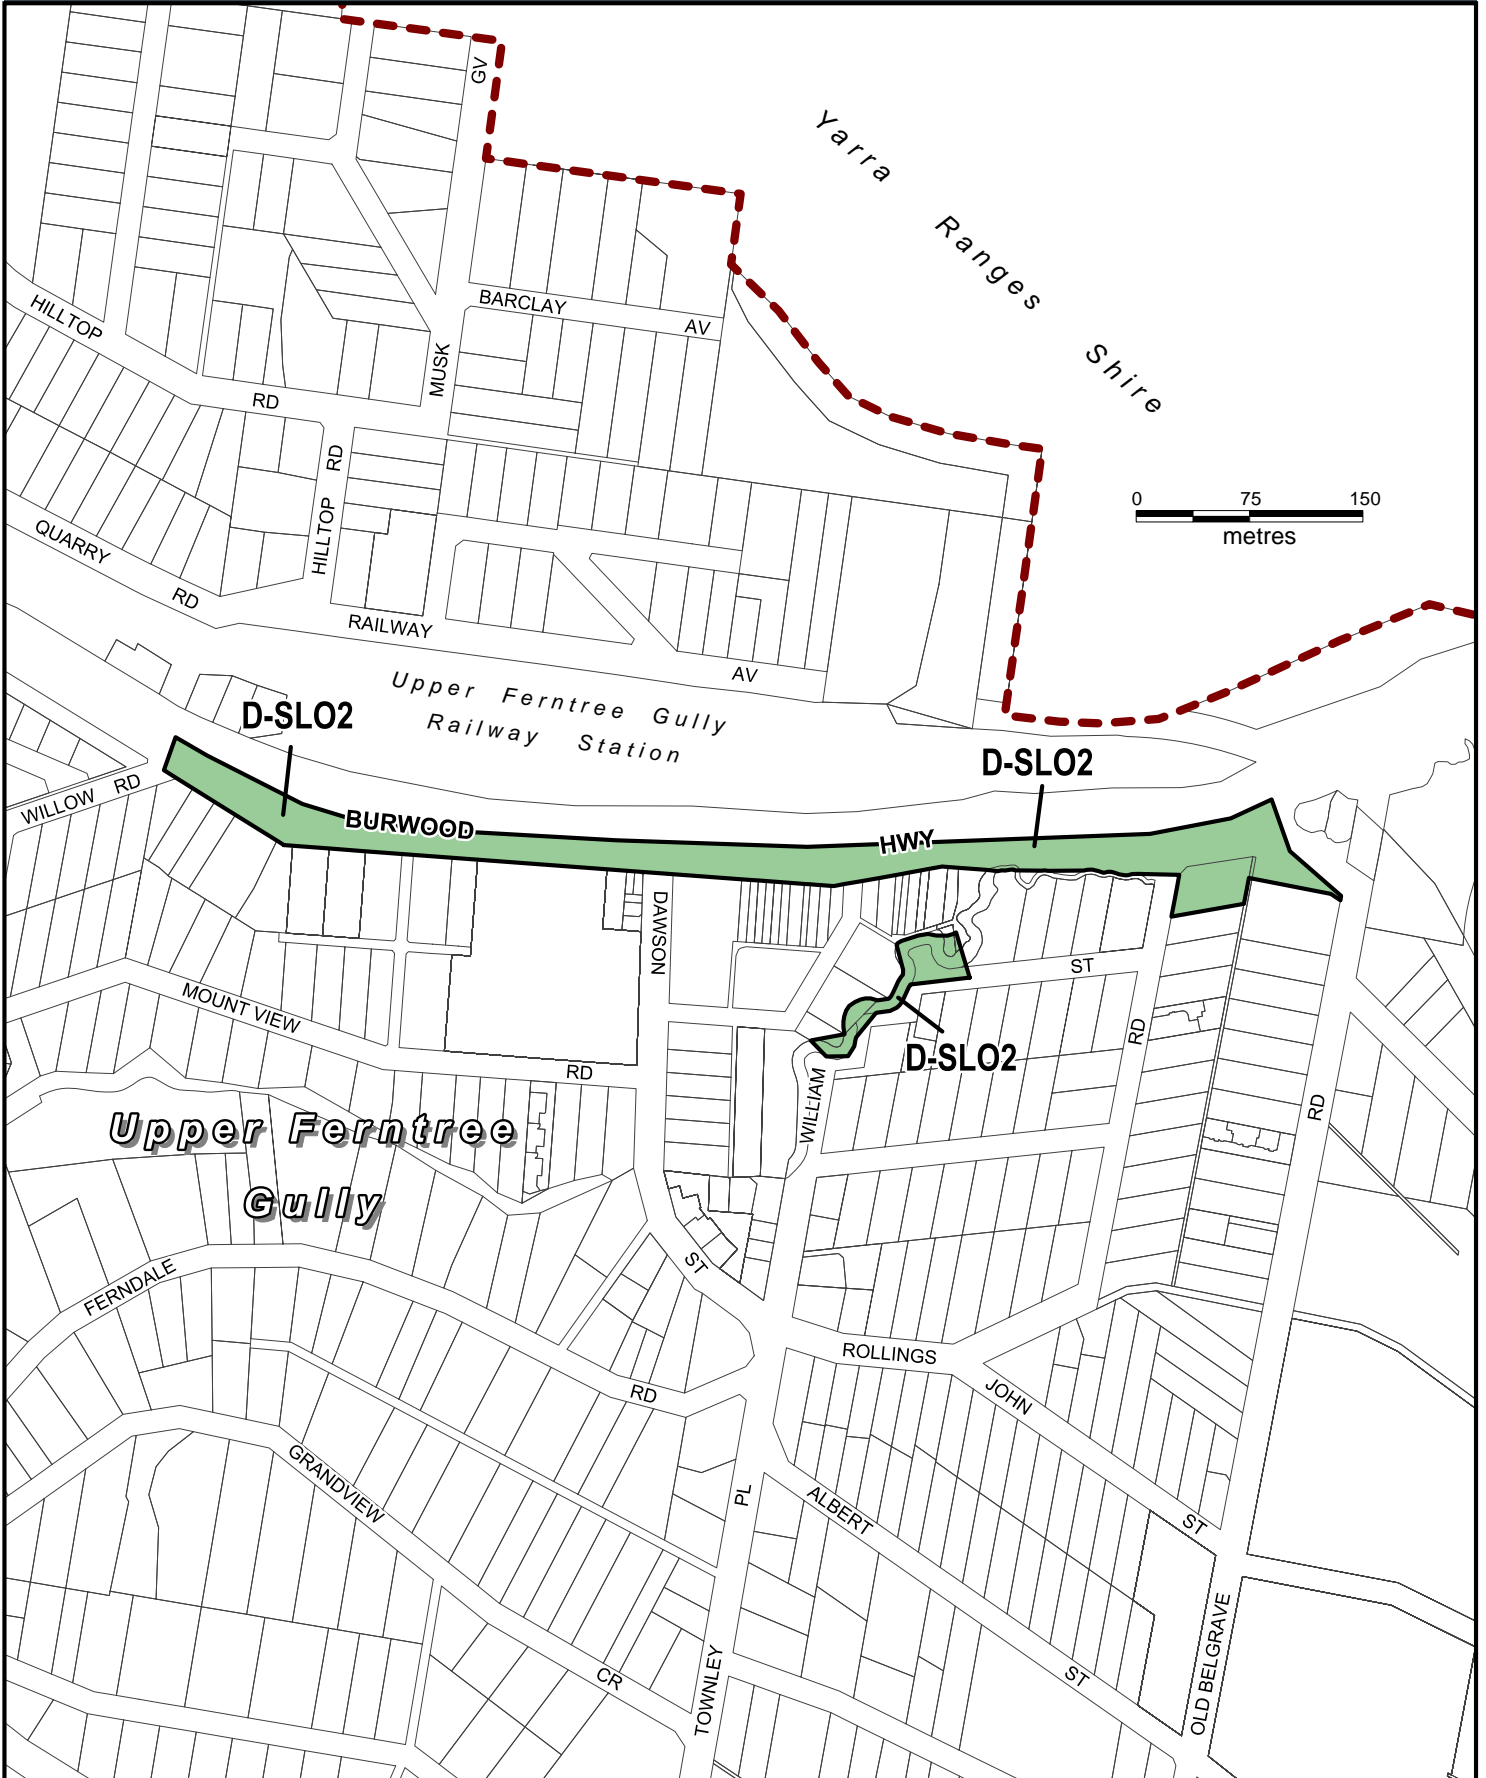 GV
Yarra
Ranges
Shire
HILLTOP
BARCLAY
AV
MUSK
RD
RD
HILLTOP
0 75 150
metres
QUARRY
RD
RAILWAY
AV
Upper Ferntree Gully
Railway Station
D-SLO2
D-SLO2
WILLOW RD
BURWOOD
HWY
DAWSON
ST
MOUNT VIEW
RD
D-SLO2
RD
WILLIAM
RD
Upper Ferntree
Gully
ST
FERNDALE
ROLLINGS
RD
JOHN
GRANDVIEW
PL
ALBERT
ST
CR
TOWNLEY
ST
OLD BELGRAVE